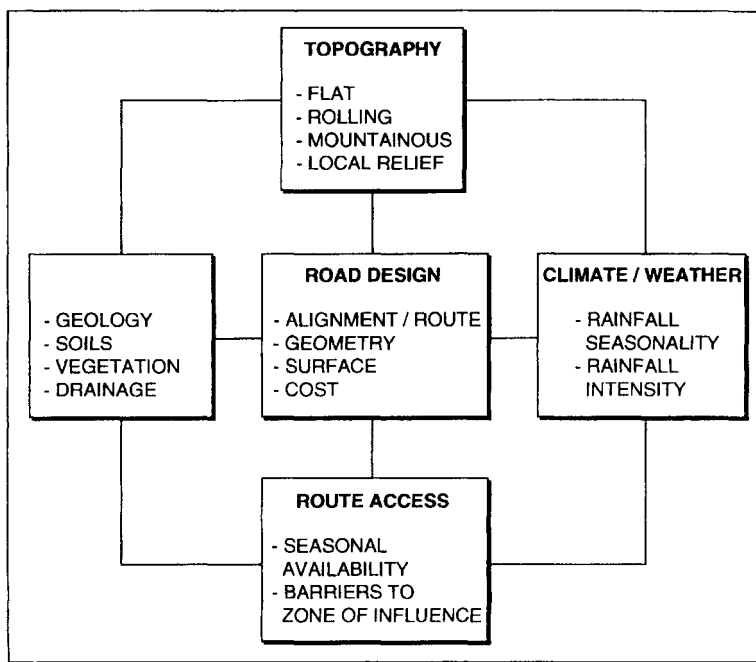 TOPOGRAPHY
- FLAT
- ROLLING
- MOUNTAINOUS
- LOCAL RELIEF
- GEOLOGY
- SOILS
- VEGETATION
- DRAINAGE
ROAD DESIGN
- ALIGNMENT / ROUTE
- GEOMETRY
- SURFACE
- COST
CLIMATE / WEATHER
- RAINFALL
SEASONALITY
- RAINFALL
INTENSITY
ROUTE ACCESS
- SEASONAL
AVAILABILITY
- BARRIERS TO
ZONE OF INFLUENCE